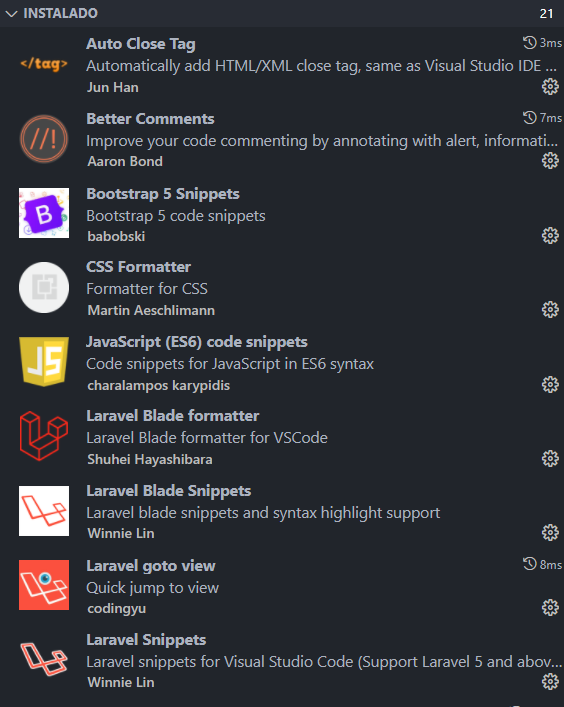 INSTALADO 21
Auto Close Tag 3ms
</tag>
Automatically add HTML/XML close tag, same as Visual Studio IDE ...
Jun Han
Better Comments 7ms
//!
Improve your code commenting by annotating with alert, informati...
Aaron Bond
Bootstrap 5 Snippets
B
Bootstrap 5 code snippets
babobski
CSS Formatter
Formatter for CSS
Martin Aeschlimann
JavaScript (ES6) code snippets
JS
Code snippets for JavaScript in ES6 syntax
charalampos karypidis
Laravel Blade formatter
Laravel Blade formatter for VSCode
Shuhei Hayashibara
Laravel Blade Snippets
Laravel blade snippets and syntax highlight support
Winnie Lin
Laravel goto view 8ms
Quick jump to view
codingyu
Laravel Snippets
Laravel snippets for Visual Studio Code (Support Laravel 5 and abov...
Winnie Lin